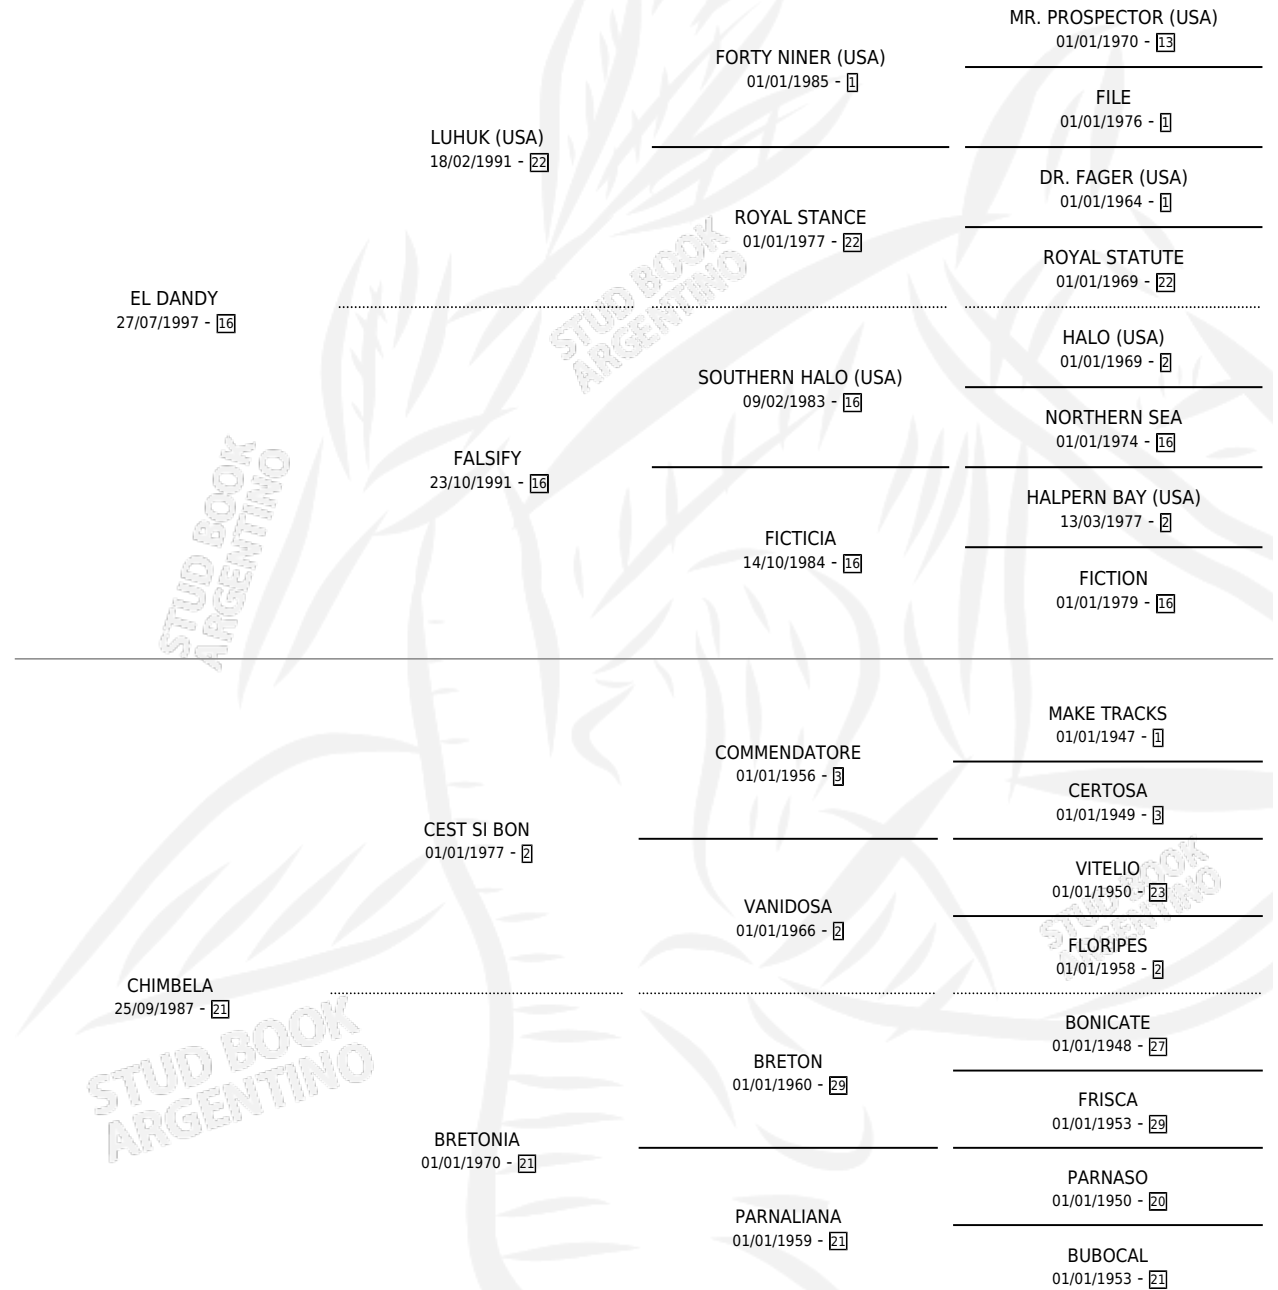 MR. PROSPECTOR (USA)
01/01/1970 - 13
FORTY NINER (USA)
01/01/1985 - 1
FILE
01/01/1976 - 1
LUHUK (USA)
18/02/1991 - 22
DR. FAGER (USA)
01/01/1964 - 1
ROYAL STANCE
01/01/1977 - 22
ROYAL STATUTE
01/01/1969 - 22
EL DANDY
27/07/1997 - 16
HALO (USA)
01/01/1969 - 2
SOUTHERN HALO (USA)
09/02/1983 - 16
NORTHERN SEA
01/01/1974 - 16
FALSIFY
23/10/1991 - 16
HALPERN BAY (USA)
13/03/1977 - 2
FICTICIA
14/10/1984 - 16
FICTION
01/01/1979 - 16
MAKE TRACKS
01/01/1947 - 1
COMMENDATORE
01/01/1956 - 3
CERTOSA
01/01/1949 - 3
CEST SI BON
01/01/1977 - 2
VITELIO
01/01/1950 - 23
VANIDOSA
01/01/1966 - 2
FLORIPES
01/01/1958 - 2
CHIMBELA
25/09/1987 - 21
BONICATE
01/01/1948 - 27
BRETON
01/01/1960 - 29
FRISCA
01/01/1953 - 29
BRETONIA
01/01/1970 - 21
PARNASO
01/01/1950 - 20
PARNALIANA
01/01/1959 - 21
BUBOCAL
01/01/1953 - 21
STUD BOOK
ARGENTINO
STUD BOOK
ARGENTINO
STUD BOOK
ARGENTINO
STUD BOOK
ARGENTINO